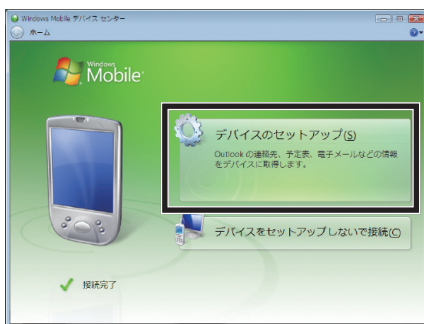 Windows Mobile デバイス センター
ホーム
Windows
Mobile
デバイスのセットアップ(S)
Outlook の連絡先、予定表、電子メールなどの情報
をデバイスに取得します。
デバイスをセットアップしないで接続(C)
接続完了